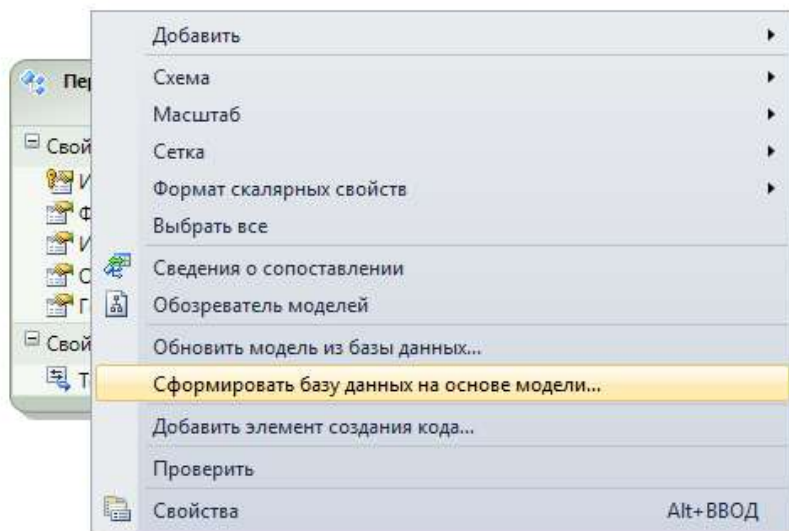 Добавить
Схема
Масштаб
Сетка
Формат скалярных свойств
Выбрать все
Сведения о сопоставлении
Обозреватель моделей
Обновить модель из базы данных...
Сформировать базу данных на основе модели...
Добавить элемент создания кода...
Проверить
Свойства Alt+ВВОД